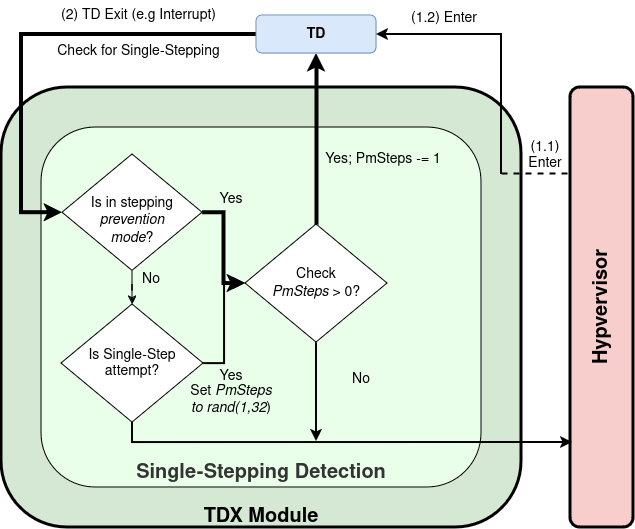 (2) TD Exit (e.g Interrupt)
Check for Single-Stepping
TD
(1.2) Enter
(1.1)
Enter
Yes; PmSteps -= 1
Is in stepping
prevention
mode?
Yes
No
Check
PmSteps > 0?
Is Single-Step
attempt?
Yes
Set PmSteps
to rand(1,32)
No
Single-Stepping Detection
TDX Module
Hypvervisor